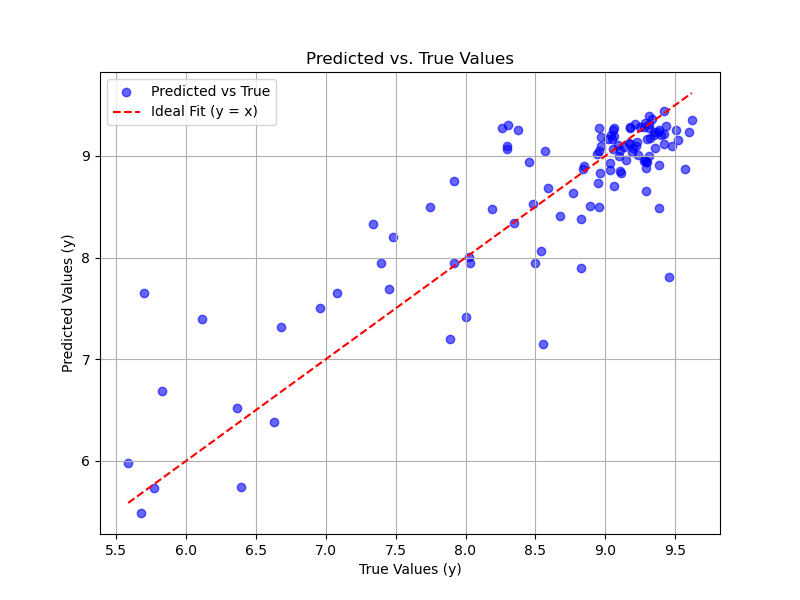 Predicted vs. True Values
Predicted vs True
Ideal Fit (y = x)
9
8
7
6
Predicted Values (y)
5.5 6.0 6.5 7.0 7.5 8.0 8.5 9.0 9.5
True Values (y)